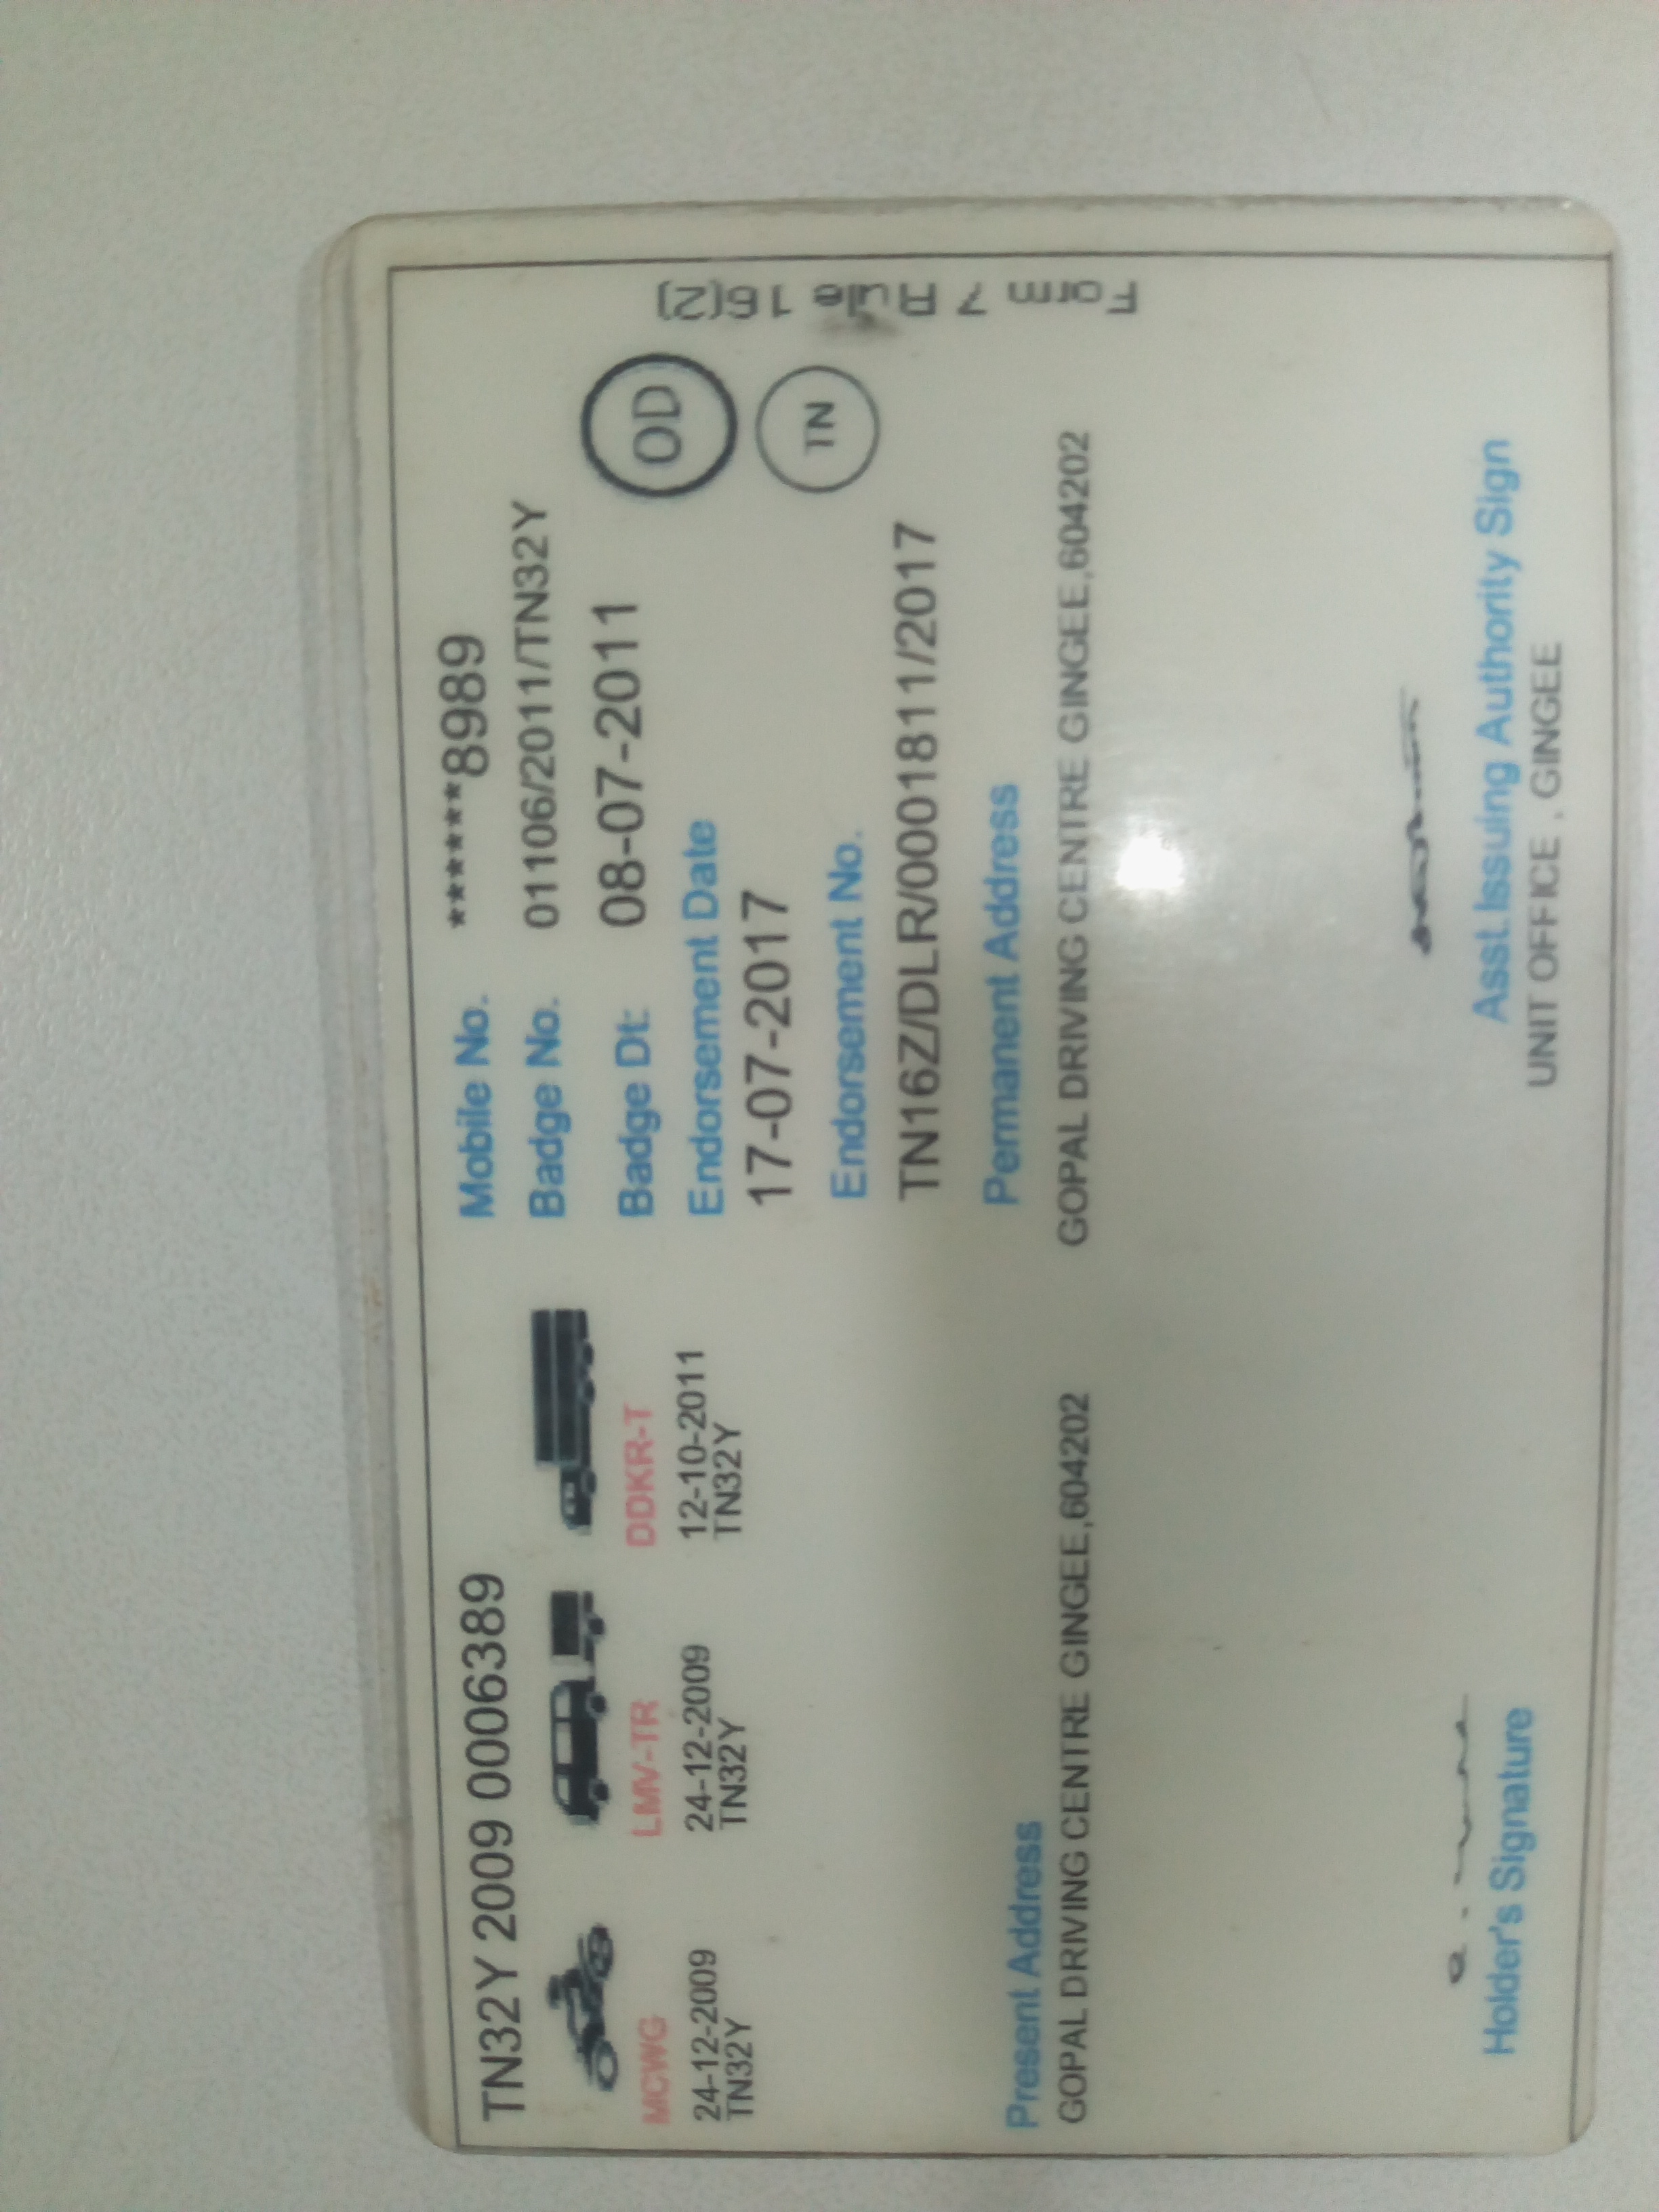 TN32Y 2009 0006389
Mobile No. ******8989
Badge No. 01106/2011/TN32Y
MCWG LMV-TR DDKR-T
Badge Dt: 08-07-2011
OD
24-12-2009 24-12-2009 12-10-2011
TN32Y TN32Y TN32Y
Endorsement Date
17-07-2017
TN
Endorsement No.
TN16Z/DLR/0001811/2017
Form 7 Rule 16(2)
Present Address
GOPAL DRIVING CENTRE GINGEE,604202
Permanent Address
GOPAL DRIVING CENTRE GINGEE,604202
Holder's Signature
Asst.Issuing Authority Sign
UNIT OFFICE , GINGEE